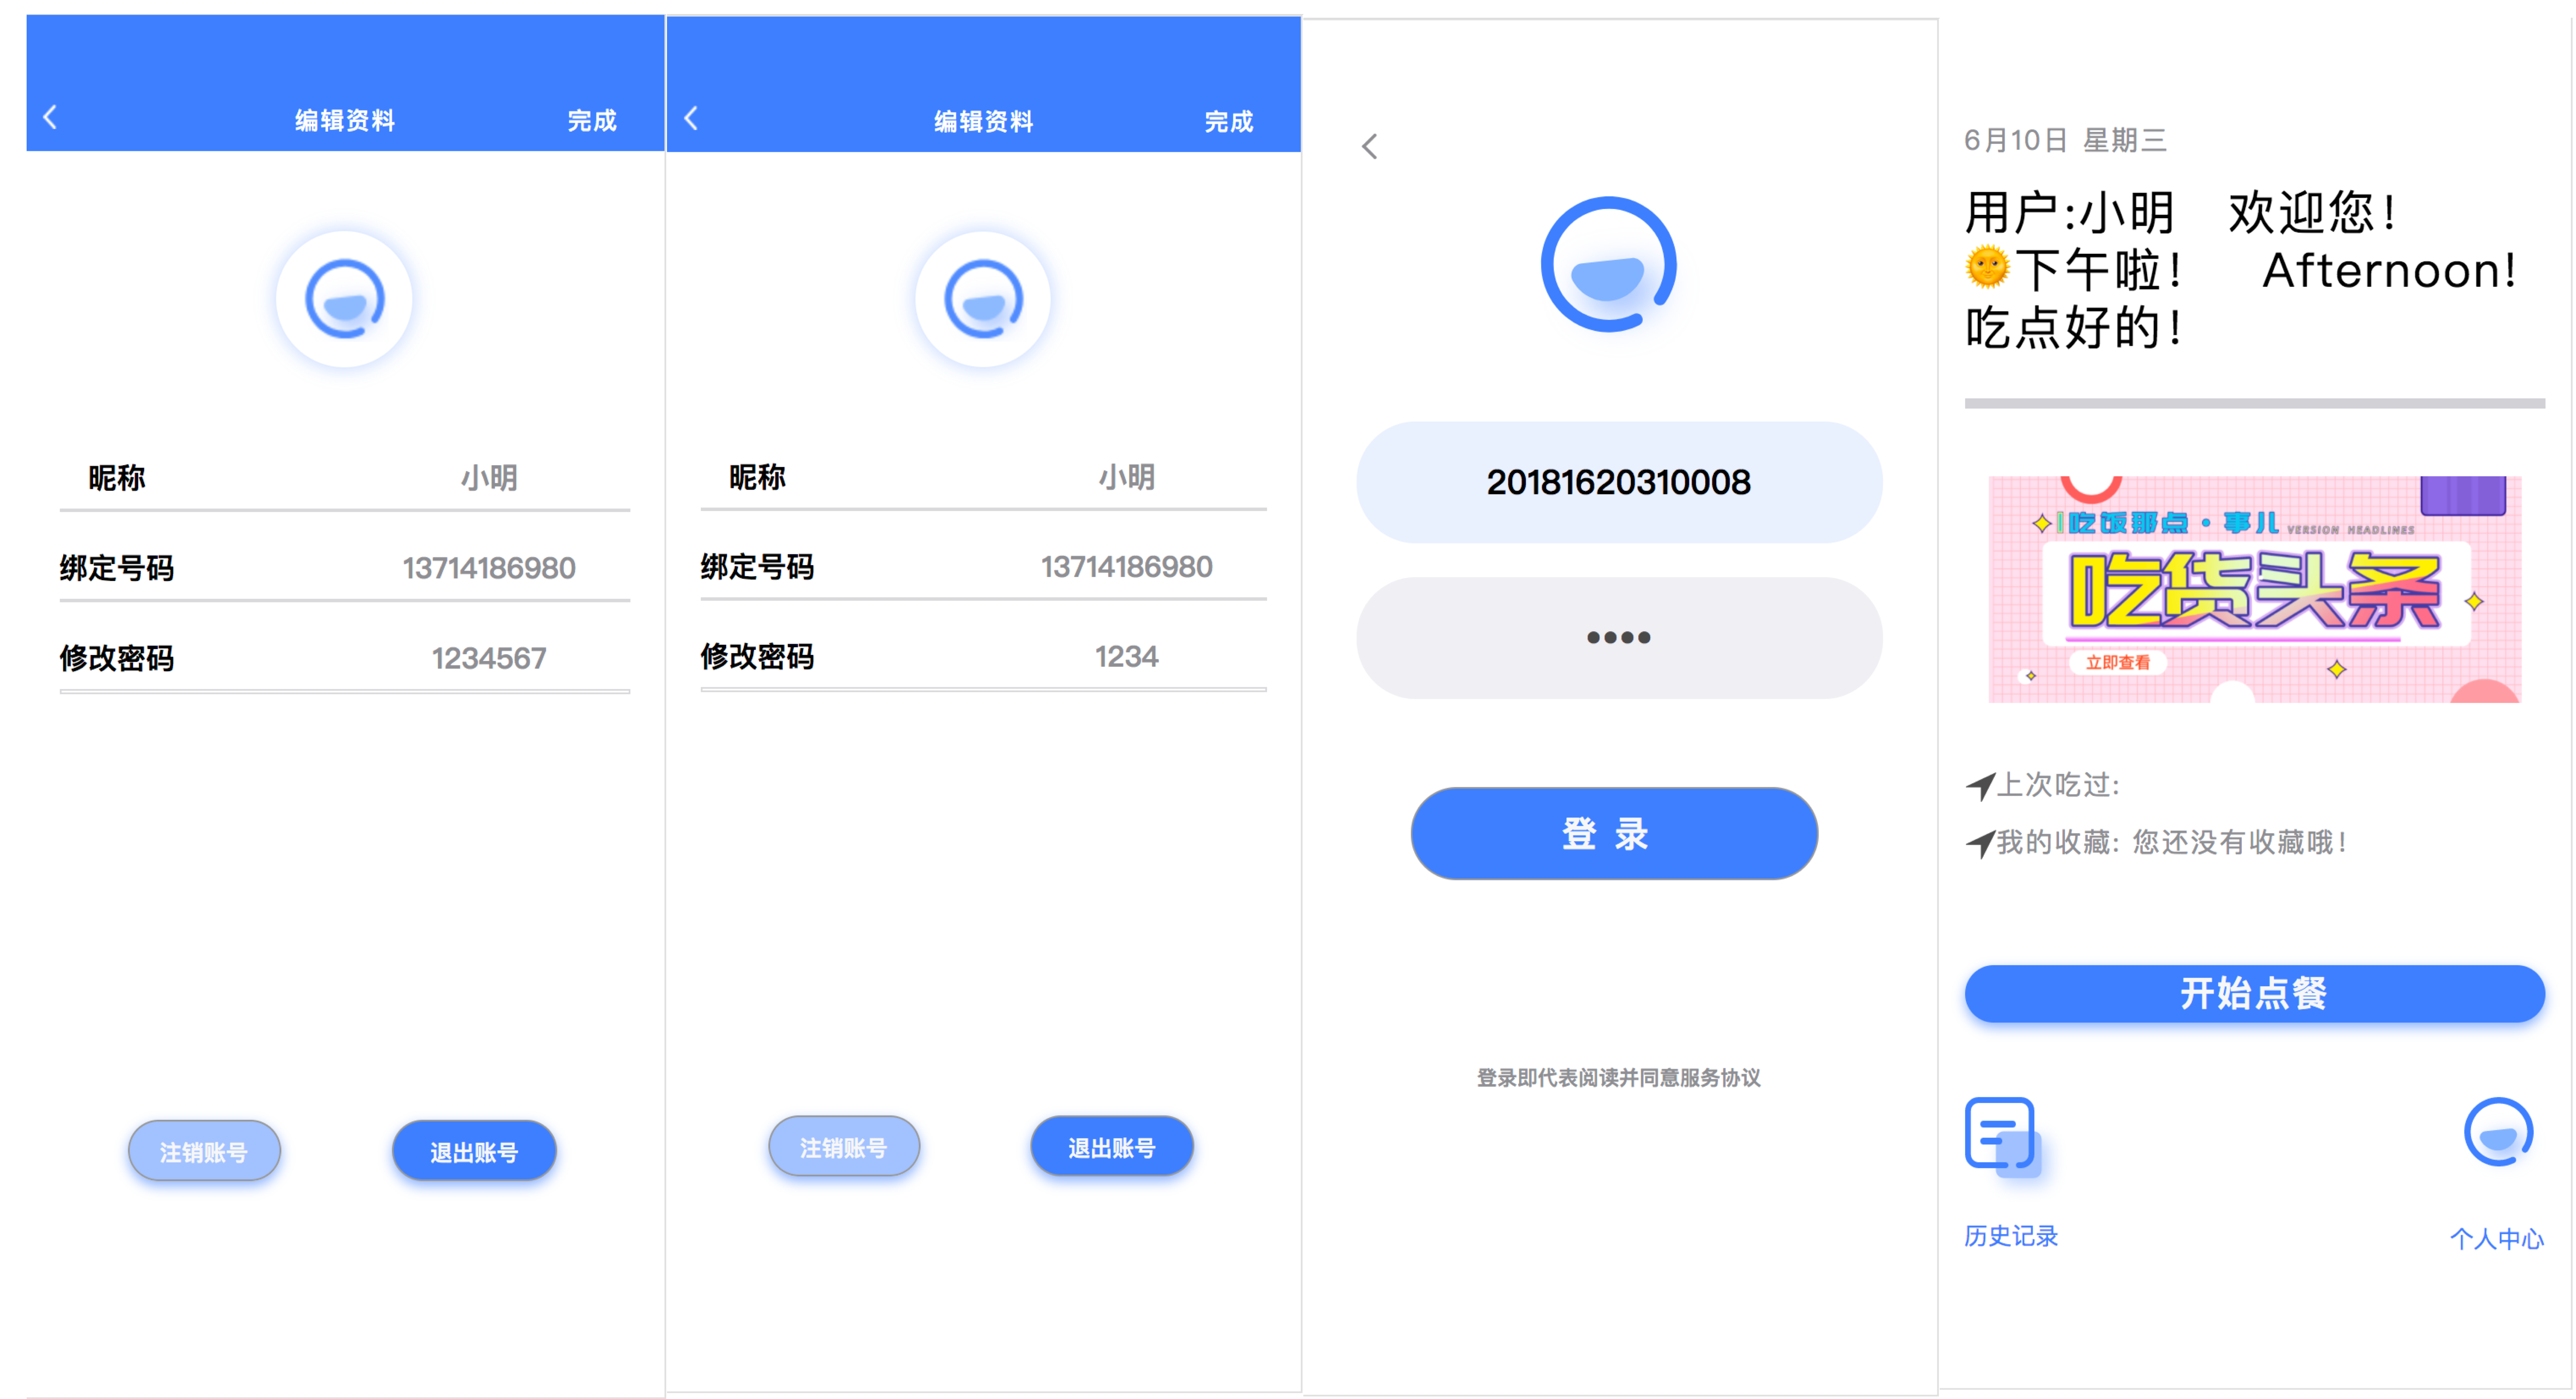 编辑资料 完成
昵称 小明
绑定号码 13714186980
修改密码 1234567
注销账号 退出账号
编辑资料 完成
昵称 小明
绑定号码 13714186980
修改密码 1234
注销账号 退出账号
20181620310008
••••
登 录
登录即代表阅读并同意服务协议
6月10日 星期三
用户:小明 欢迎您！
🌞下午啦！ Afternoon!
吃点好的！
吃饭那点·事儿 VERSION HEADLINES
吃货头条
立即查看
上次吃过:
我的收藏: 您还没有收藏哦！
开始点餐
历史记录 个人中心